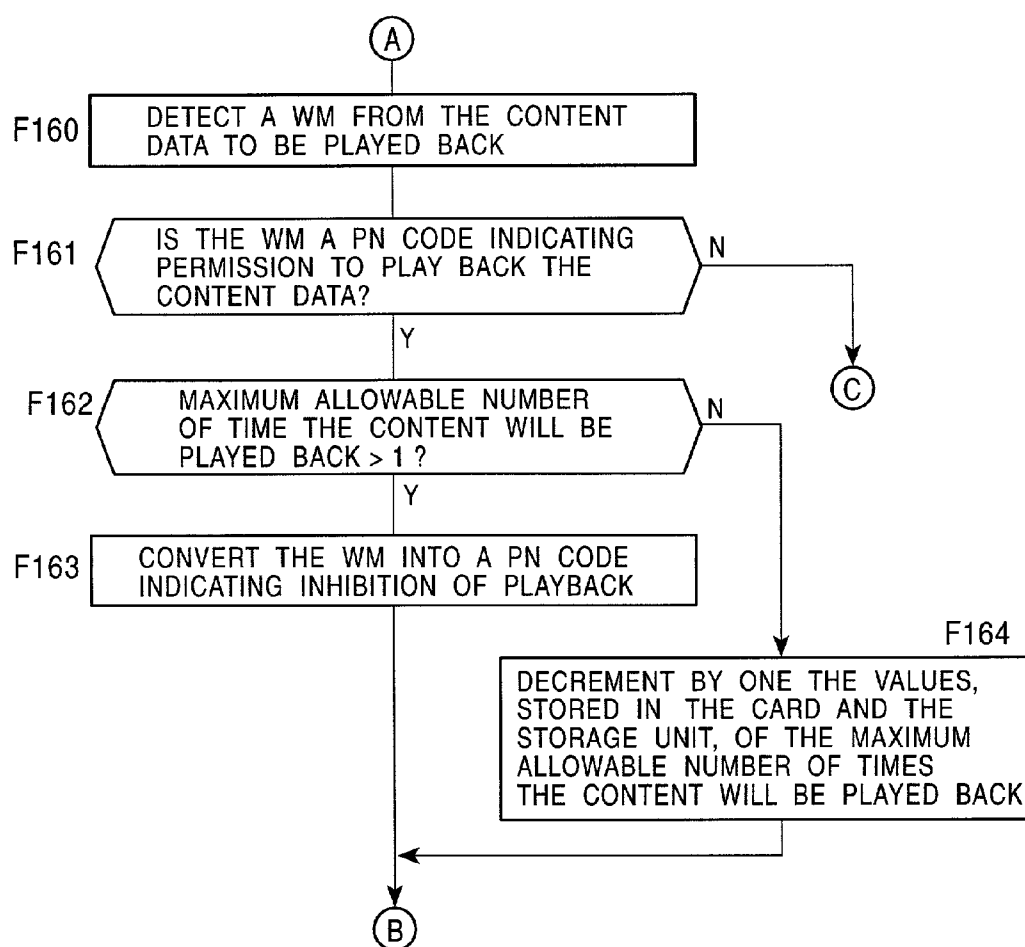 A
F160
DETECT A WM FROM THE CONTENT
DATA TO BE PLAYED BACK
F161
IS THE WM A PN CODE INDICATING
PERMISSION TO PLAY BACK THE
CONTENT DATA?
N
Y
C
F162
MAXIMUM ALLOWABLE NUMBER
OF TIME THE CONTENT WILL BE
PLAYED BACK > 1 ?
N
Y
F163
CONVERT THE WM INTO A PN CODE
INDICATING INHIBITION OF PLAYBACK
F164
DECREMENT BY ONE THE VALUES,
STORED IN THE CARD AND THE
STORAGE UNIT, OF THE MAXIMUM
ALLOWABLE NUMBER OF TIMES
THE CONTENT WILL BE PLAYED BACK
B